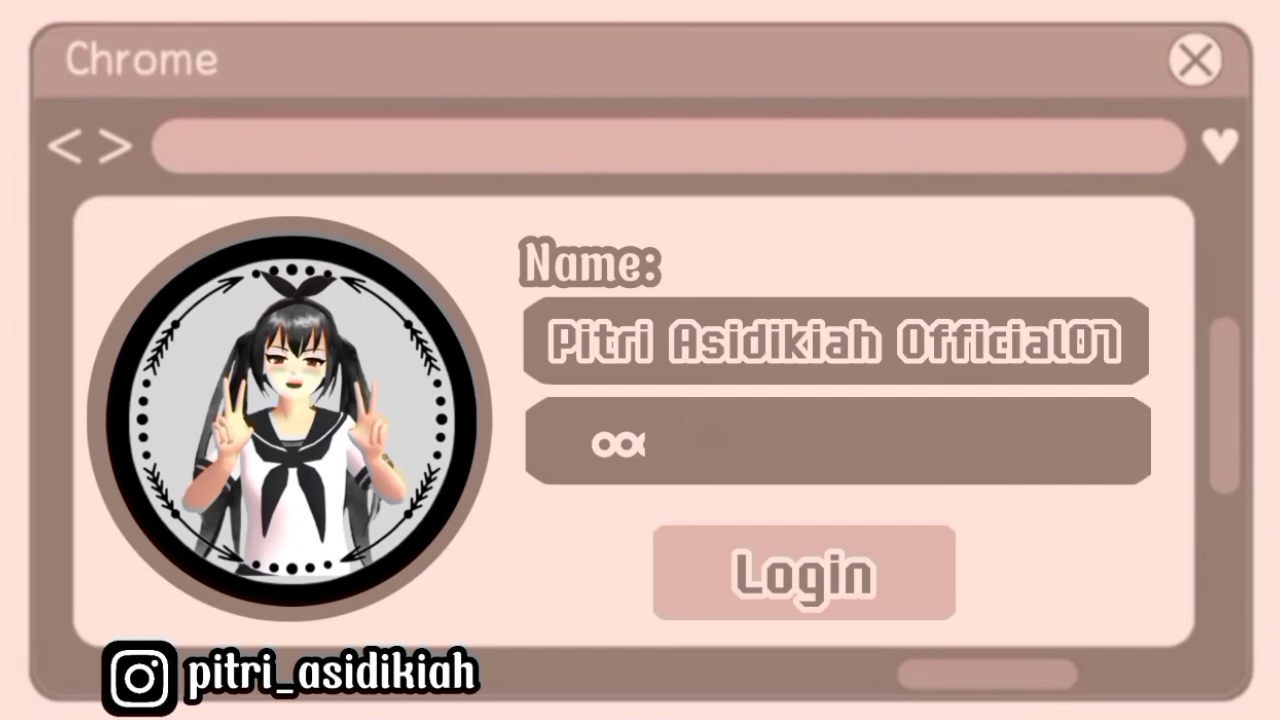 Chrome
Name:
Pitri Asidikiah Official07
Login
pitri_asidikiah